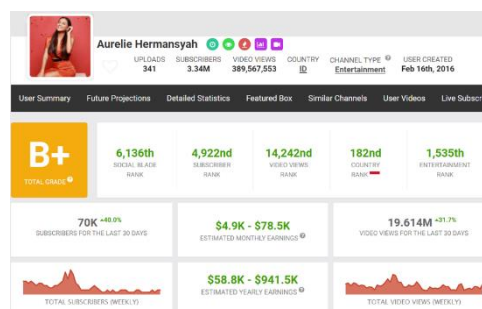 Aurelie Hermansyah
UPLOADS SUBSCRIBERS VIDEO VIEWS COUNTRY CHANNEL TYPE USER CREATED
341 3.34M 389,567,553 ID Entertainment Feb 16th, 2016
User Summary Future Projections Detailed Statistics Featured Box Similar Channels User Videos Live Subscr
B+ 6,136th 4,922nd 14,242nd 182nd 1,535th
TOTAL GRADE SOCIAL BLADE SUBSCRIBER VIDEO VIEWS COUNTRY ENTERTAINMENT
RANK RANK RANK RANK RANK
70K +40.0% $4.9K - $78.5K 19.614M +31.7%
SUBSCRIBERS FOR THE LAST 30 DAYS ESTIMATED MONTHLY EARNINGS VIDEO VIEWS FOR THE LAST 30 DAYS
$58.8K - $941.5K
ESTIMATED YEARLY EARNINGS
TOTAL SUBSCRIBERS (WEEKLY) TOTAL VIDEO VIEWS (WEEKLY)